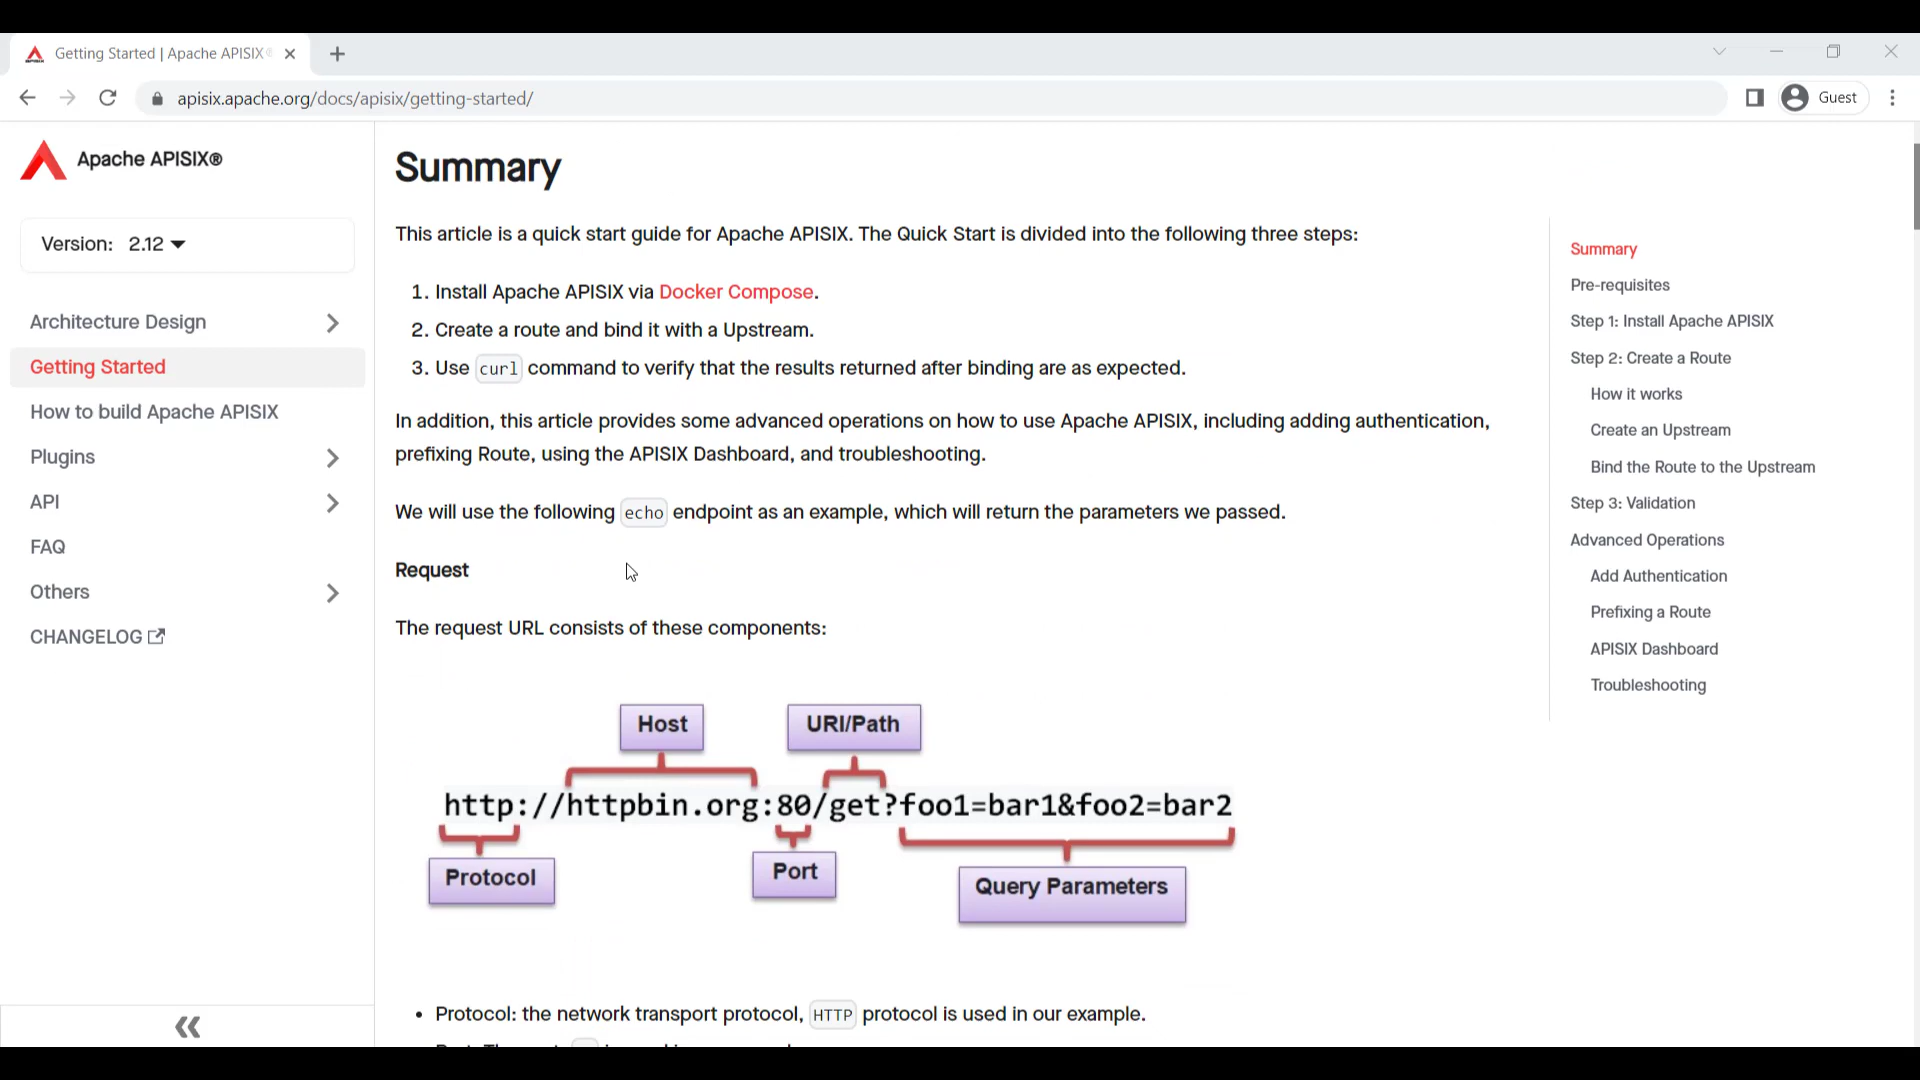 Getting Started | Apache APISIX®
apisix.apache.org/docs/apisix/getting-started/
Guest
Apache APISIX®
Version: 2.12
Architecture Design
Getting Started
How to build Apache APISIX
Plugins
API
FAQ
Others
CHANGELOG
Summary
This article is a quick start guide for Apache APISIX. The Quick Start is divided into the following three steps:
1. Install Apache APISIX via Docker Compose.
2. Create a route and bind it with a Upstream.
3. Use curl command to verify that the results returned after binding are as expected.
In addition, this article provides some advanced operations on how to use Apache APISIX, including adding authentication,
prefixing Route, using the APISIX Dashboard, and troubleshooting.
We will use the following echo endpoint as an example, which will return the parameters we passed.
Request
The request URL consists of these components:
Host
URI/Path
http://httpbin.org:80/get?foo1=bar1&foo2=bar2
Protocol
Port
Query Parameters
• Protocol: the network transport protocol, HTTP protocol is used in our example.
Summary
Pre-requisites
Step 1: Install Apache APISIX
Step 2: Create a Route
How it works
Create an Upstream
Bind the Route to the Upstream
Step 3: Validation
Advanced Operations
Add Authentication
Prefixing a Route
APISIX Dashboard
Troubleshooting